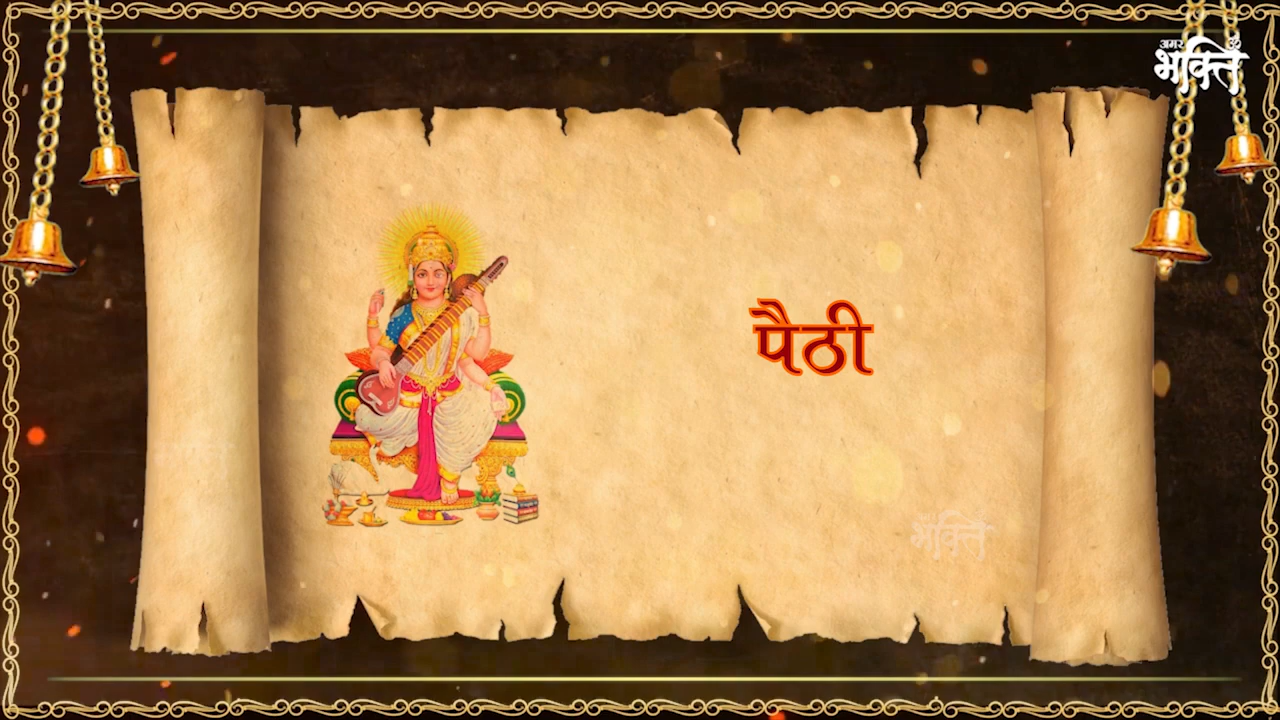 अमर ॐ
भक्ति
पैठी
भक्ति